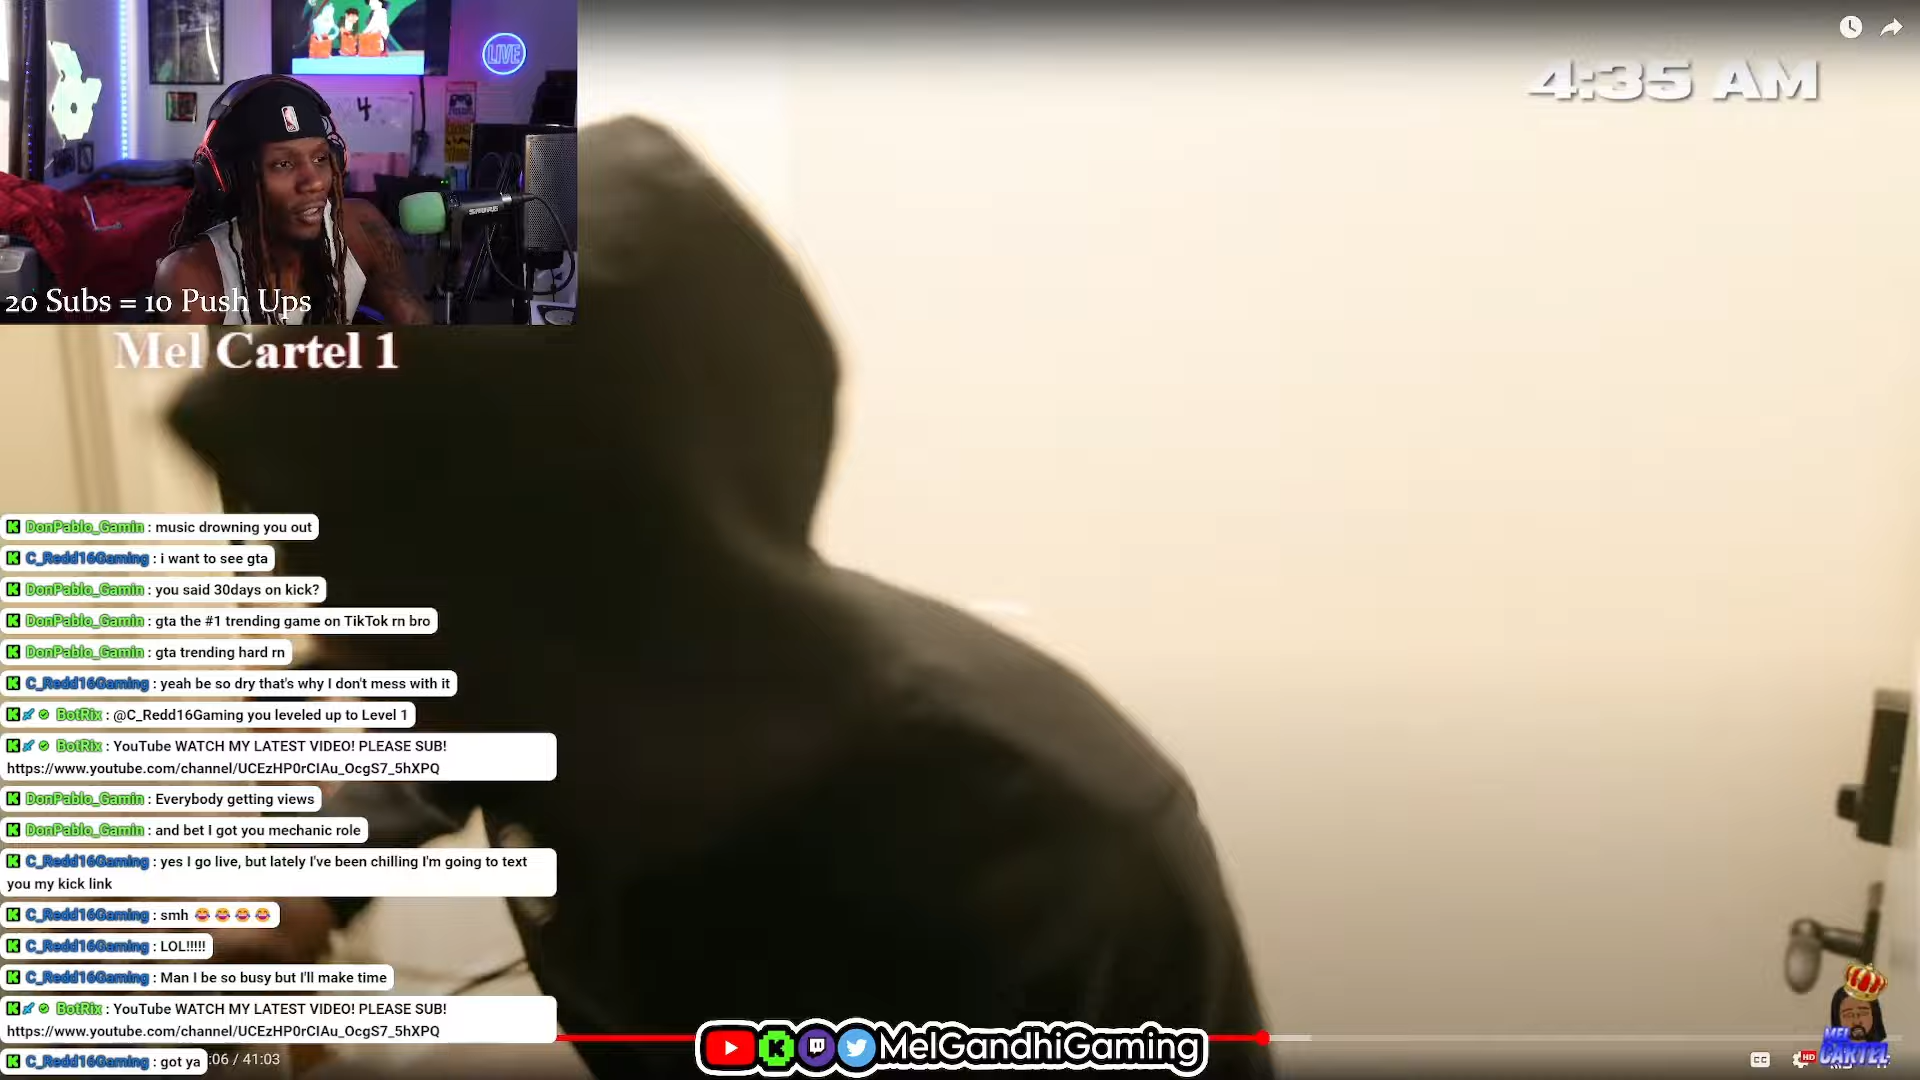 4:35 AM
LIVE
4
SHURE
20 Subs = 10 Push Ups
Mel Cartel 1
DonPablo_Gamin : music drowning you out
C_Redd16Gaming : i want to see gta
DonPablo_Gamin : you said 30days on kick?
DonPablo_Gamin : gta the #1 trending game on TikTok rn bro
DonPablo_Gamin : gta trending hard rn
C_Redd16Gaming : yeah be so dry that's why I don't mess with it
BotRix : @C_Redd16Gaming you leveled up to Level 1
BotRix : YouTube WATCH MY LATEST VIDEO! PLEASE SUB!
https://www.youtube.com/channel/UCEzHP0rCIAu_OcgS7_5hXPQ
DonPablo_Gamin : Everybody getting views
DonPablo_Gamin : and bet I got you mechanic role
C_Redd16Gaming : yes I go live, but lately I've been chilling I'm going to text
you my kick link
C_Redd16Gaming : smh 😂 😂 😂 😂
C_Redd16Gaming : LOL!!!!!
C_Redd16Gaming : Man I be so busy but I'll make time
BotRix : YouTube WATCH MY LATEST VIDEO! PLEASE SUB!
https://www.youtube.com/channel/UCEzHP0rCIAu_OcgS7_5hXPQ
C_Redd16Gaming : got ya
:06 / 41:03
MelGandhiGaming
CC
HD
MEL
CARTEL